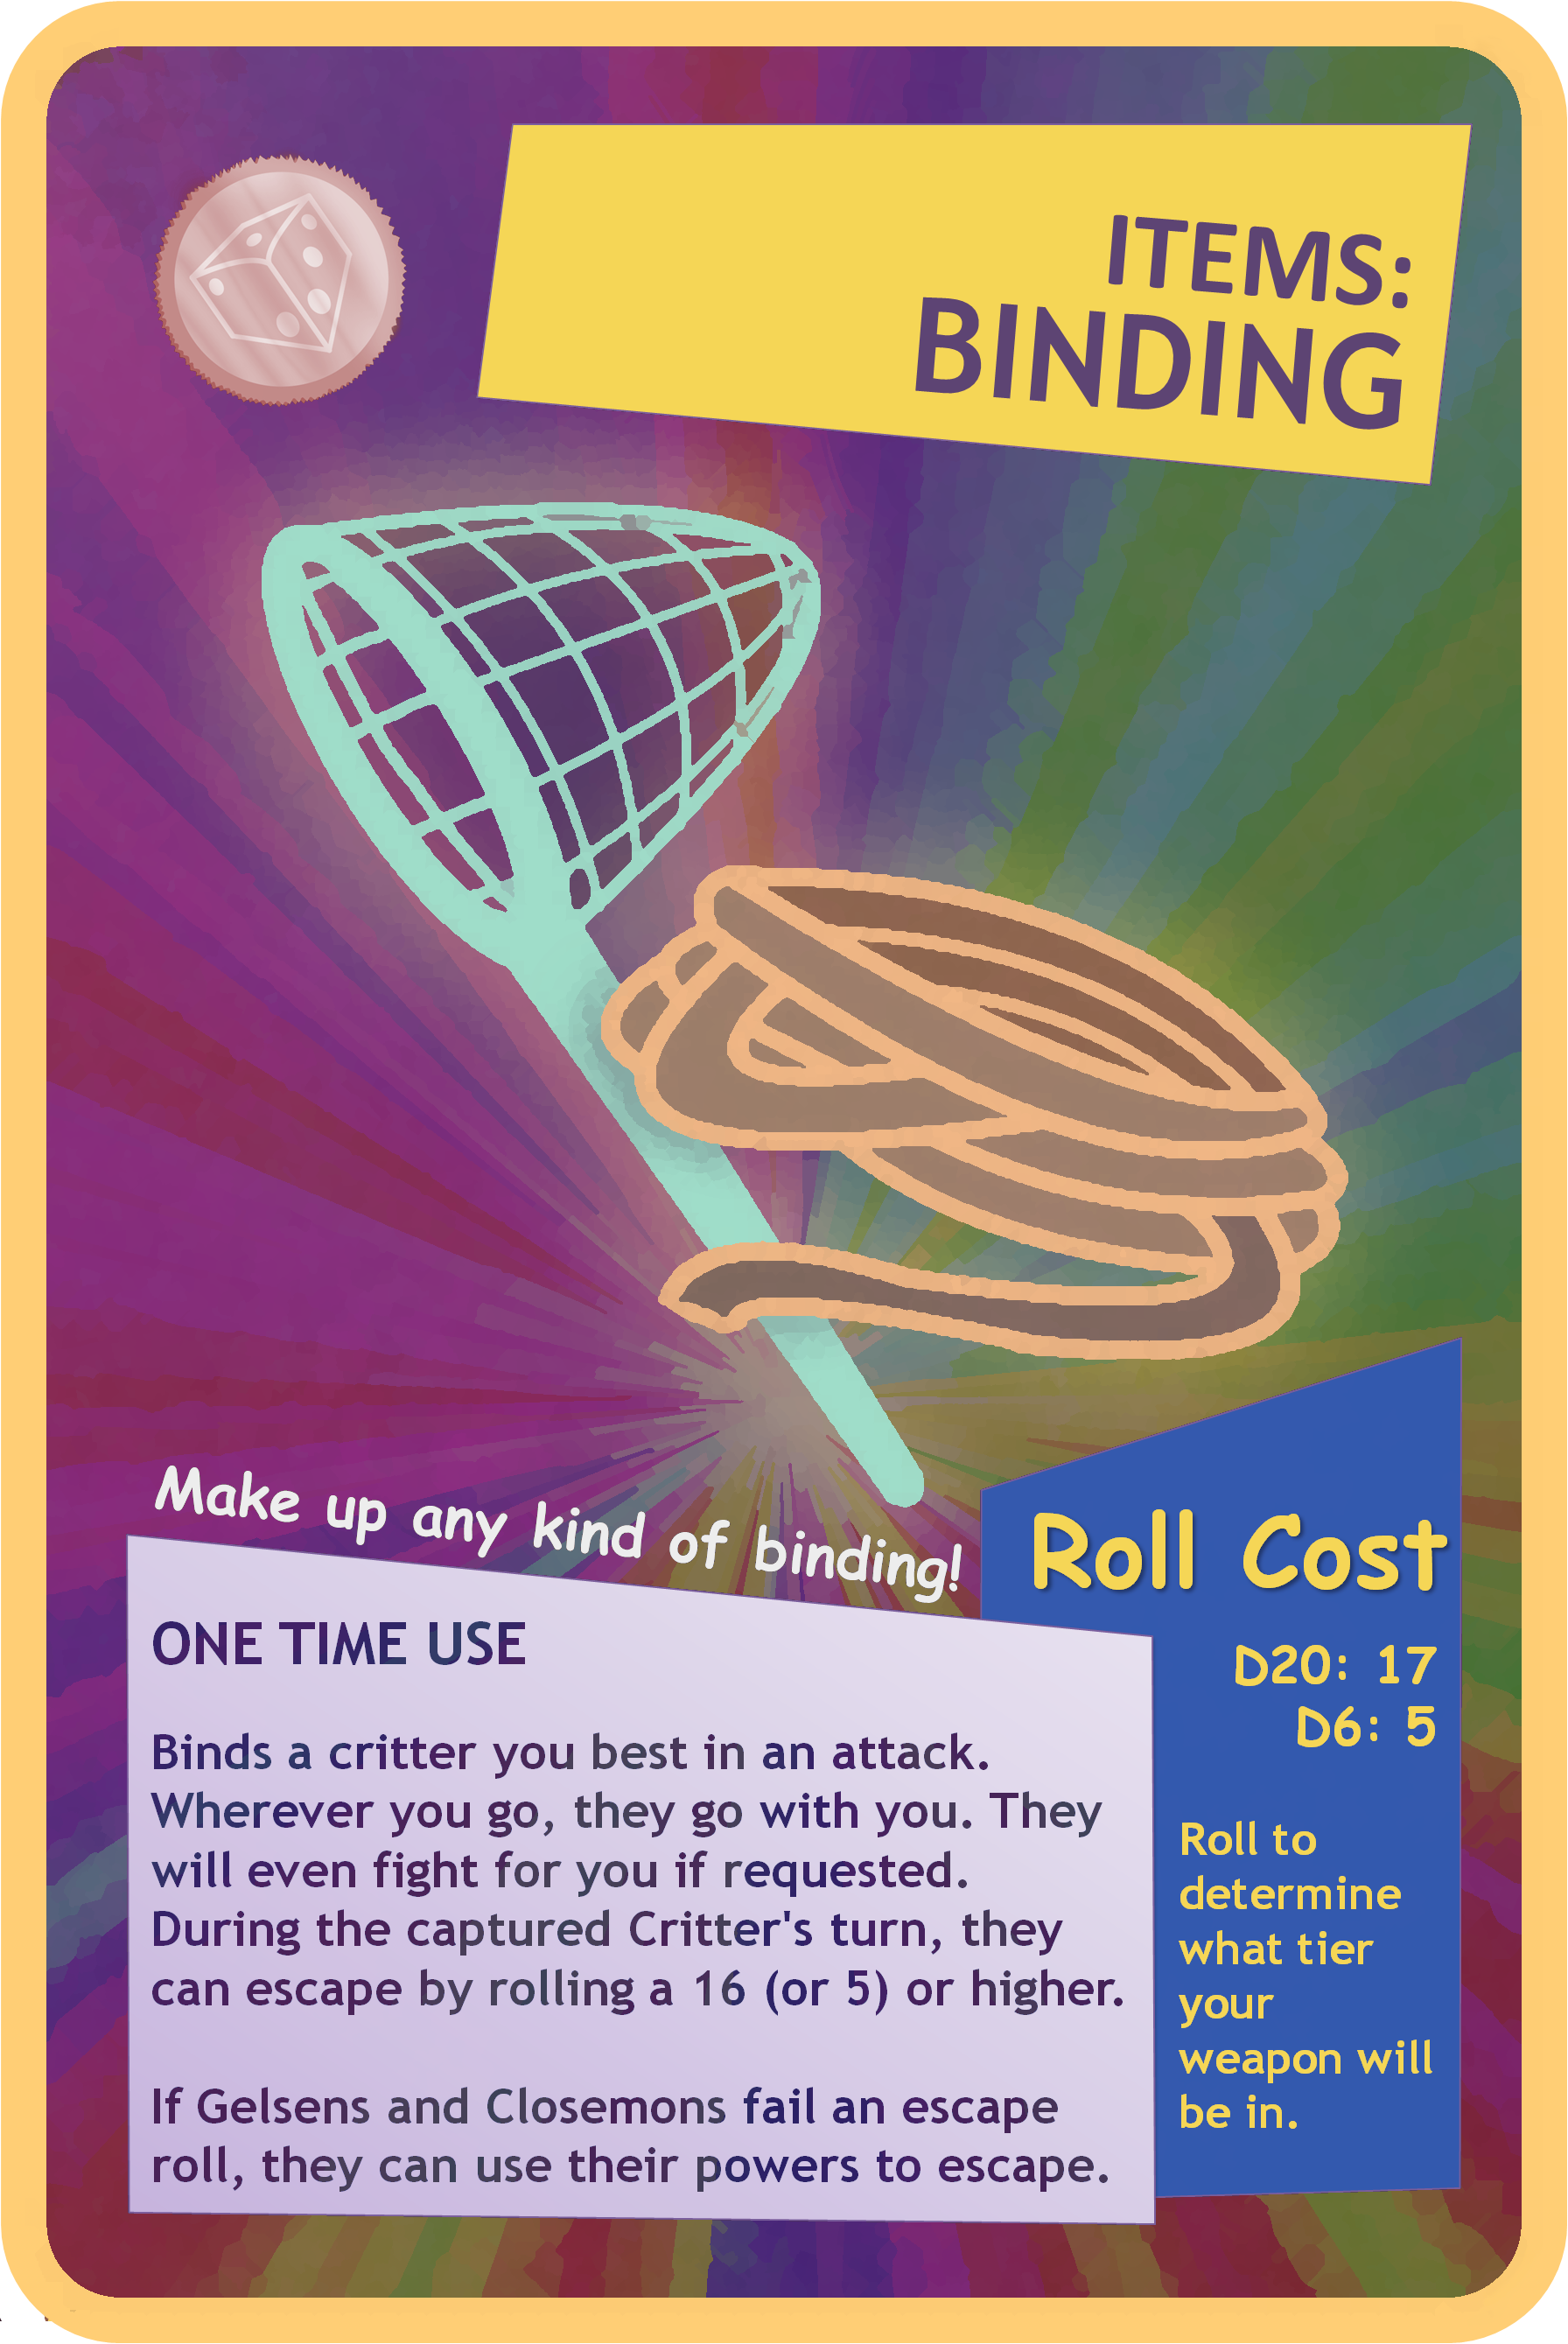 ITEMS:
BINDING
Make up any kind of binding!
Roll Cost
D20: 17
D6: 5
Roll to
determine
what tier
your
weapon will
be in.
ONE TIME USE
Binds a critter you best in an attack.
Wherever you go, they go with you. They
will even fight for you if requested.
During the captured Critter's turn, they
can escape by rolling a 16 (or 5) or higher.
If Gelsens and Closemons fail an escape
roll, they can use their powers to escape.